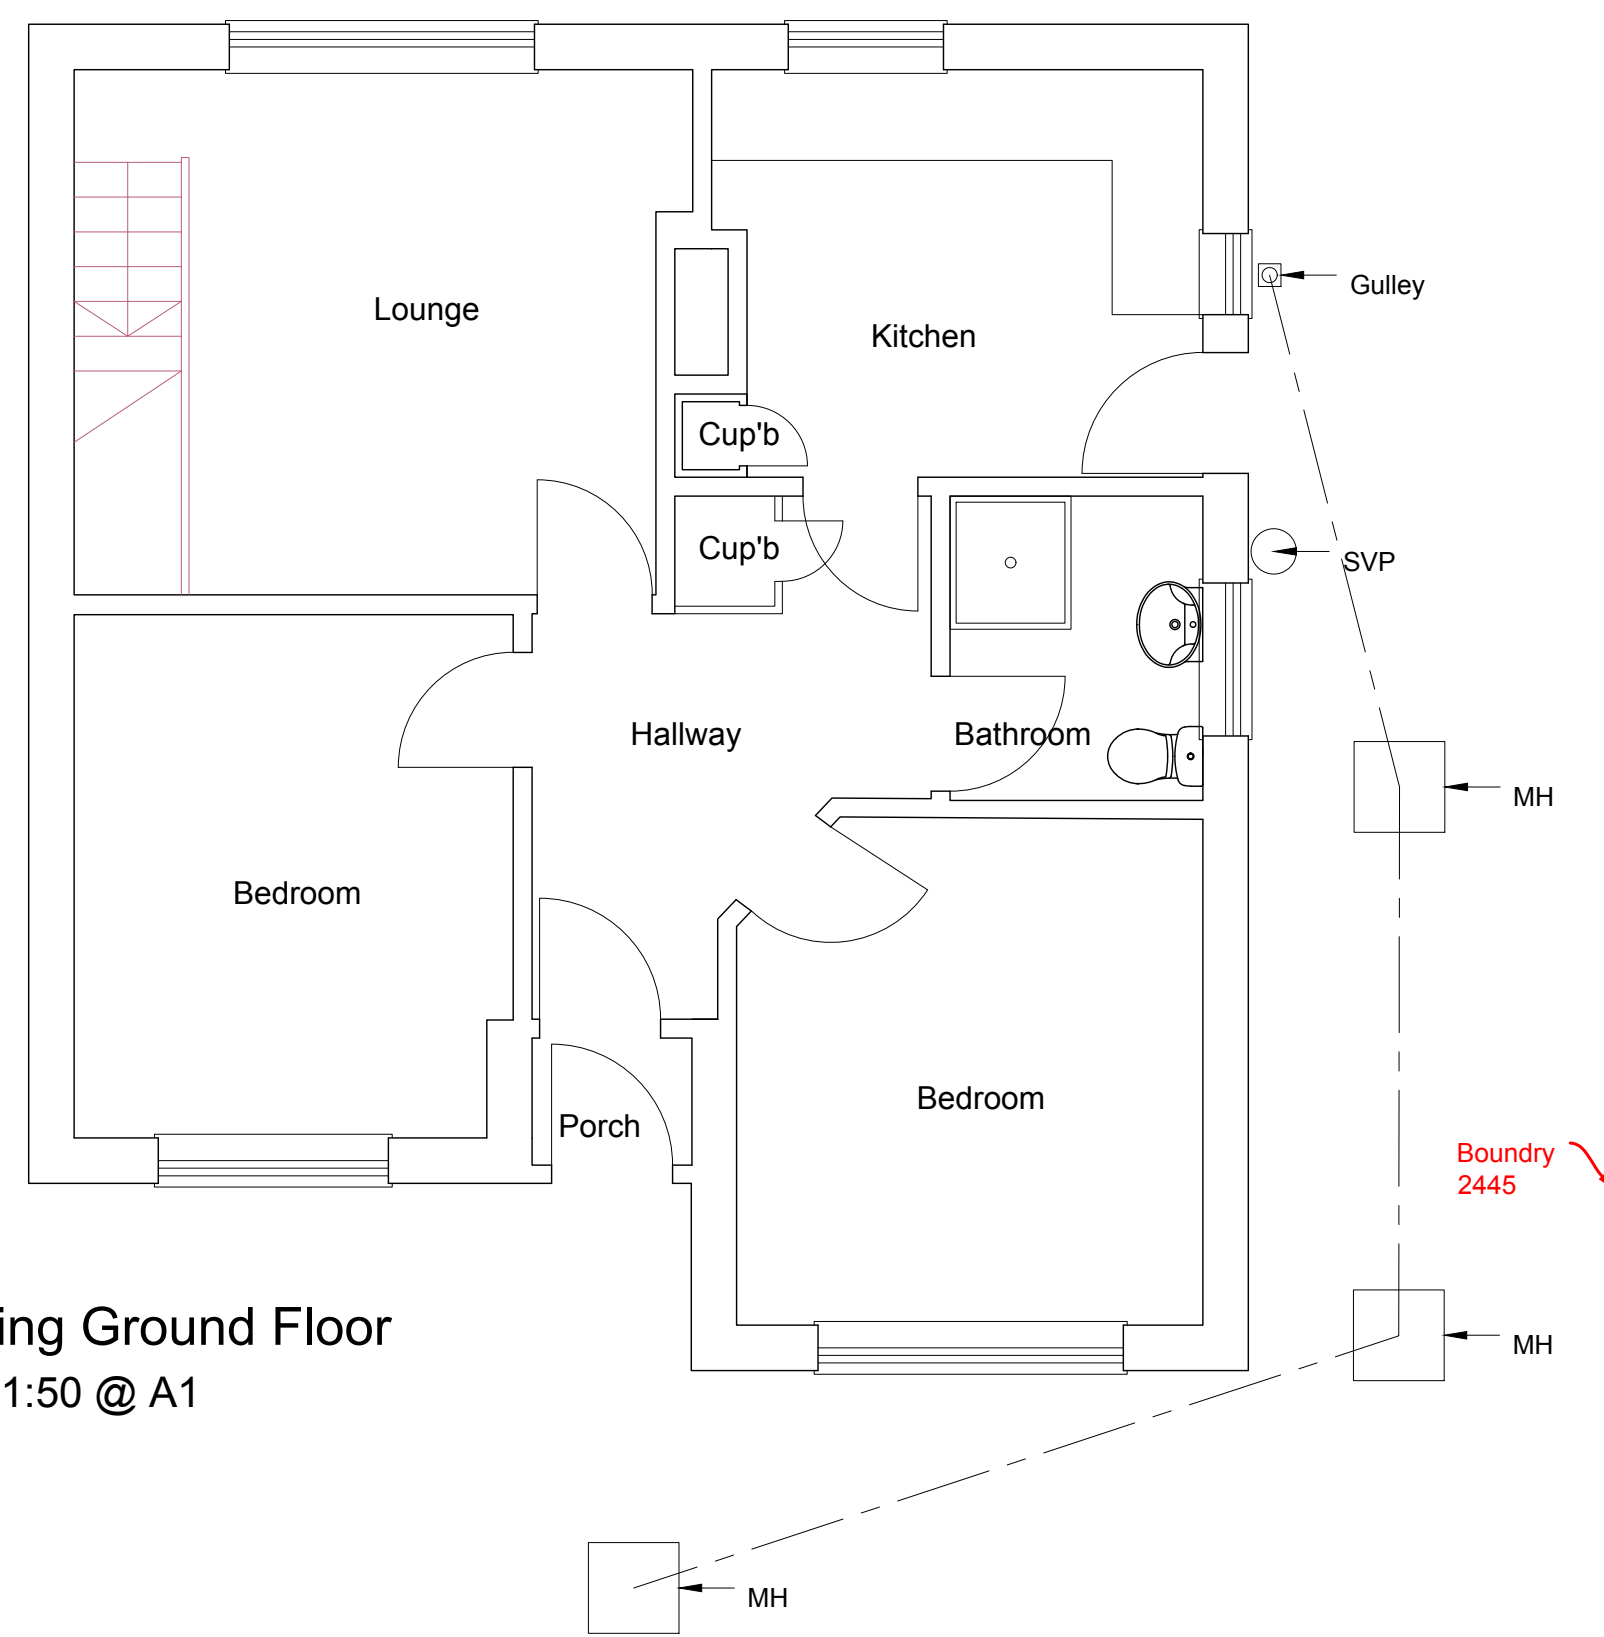 Lounge
Kitchen
Gulley
Cup'b
Cup'b
SVP
Hallway
Bathroom
MH
Bedroom
Bedroom
Porch
Boundry
2445
ing Ground Floor
1:50 @ A1
MH
MH